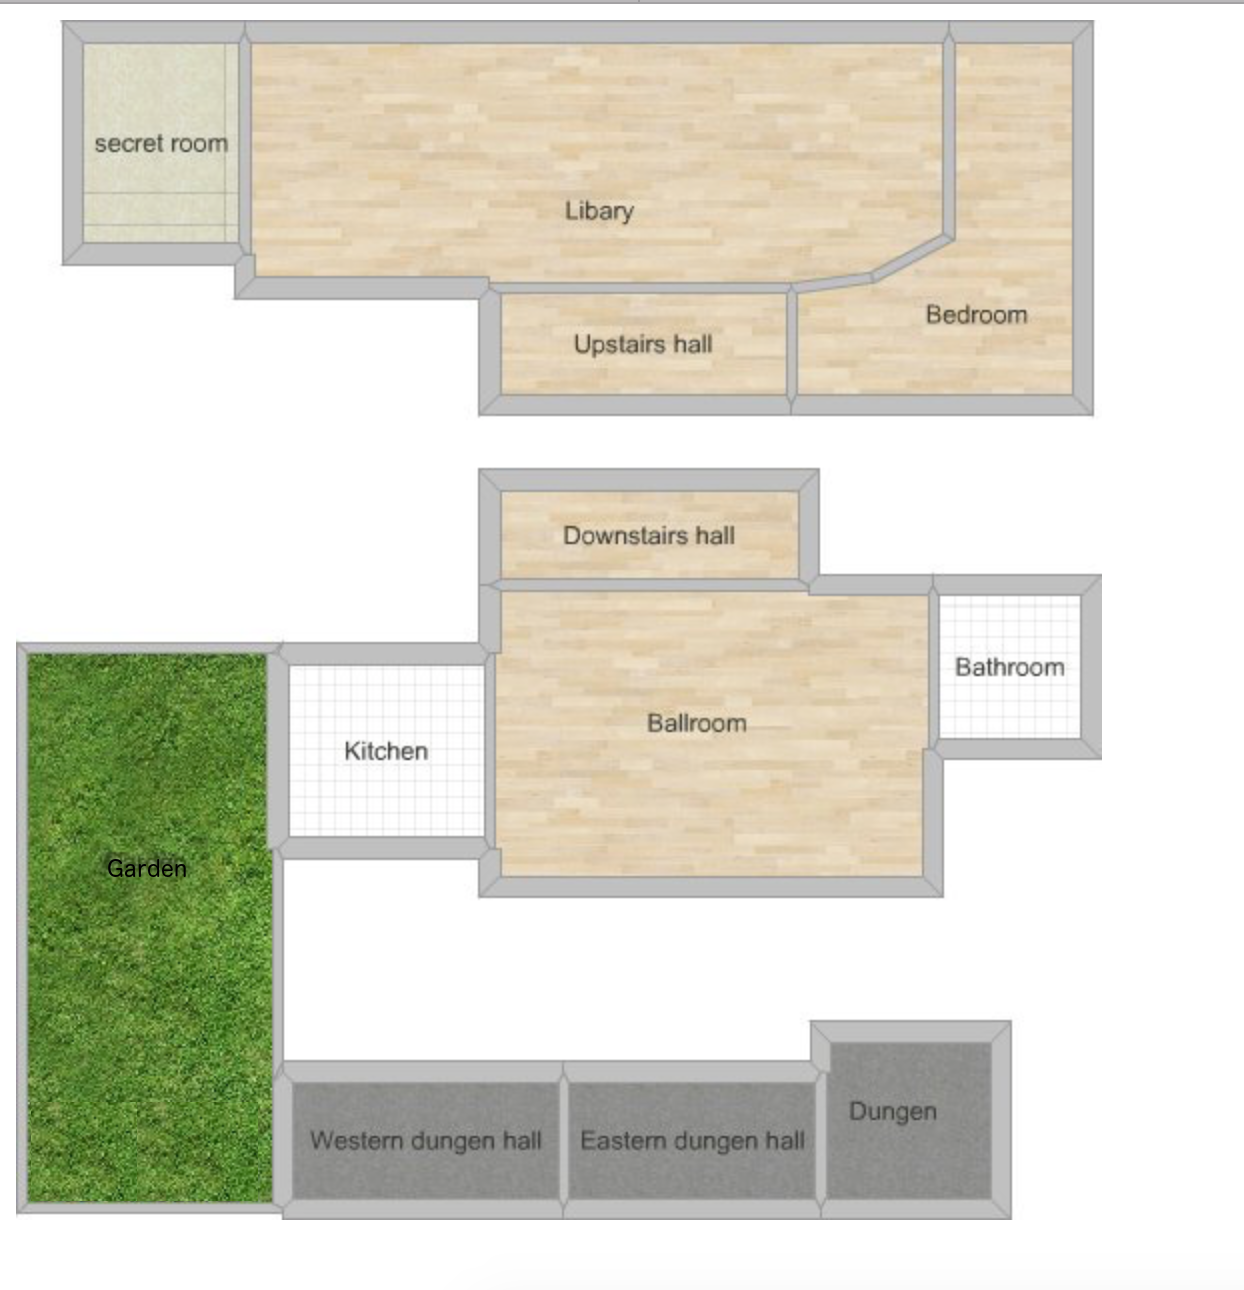 secret room
Libary
Bedroom
Upstairs hall
Downstairs hall
Bathroom
Ballroom
Kitchen
Garden
Western dungen hall
Eastern dungen hall
Dungen